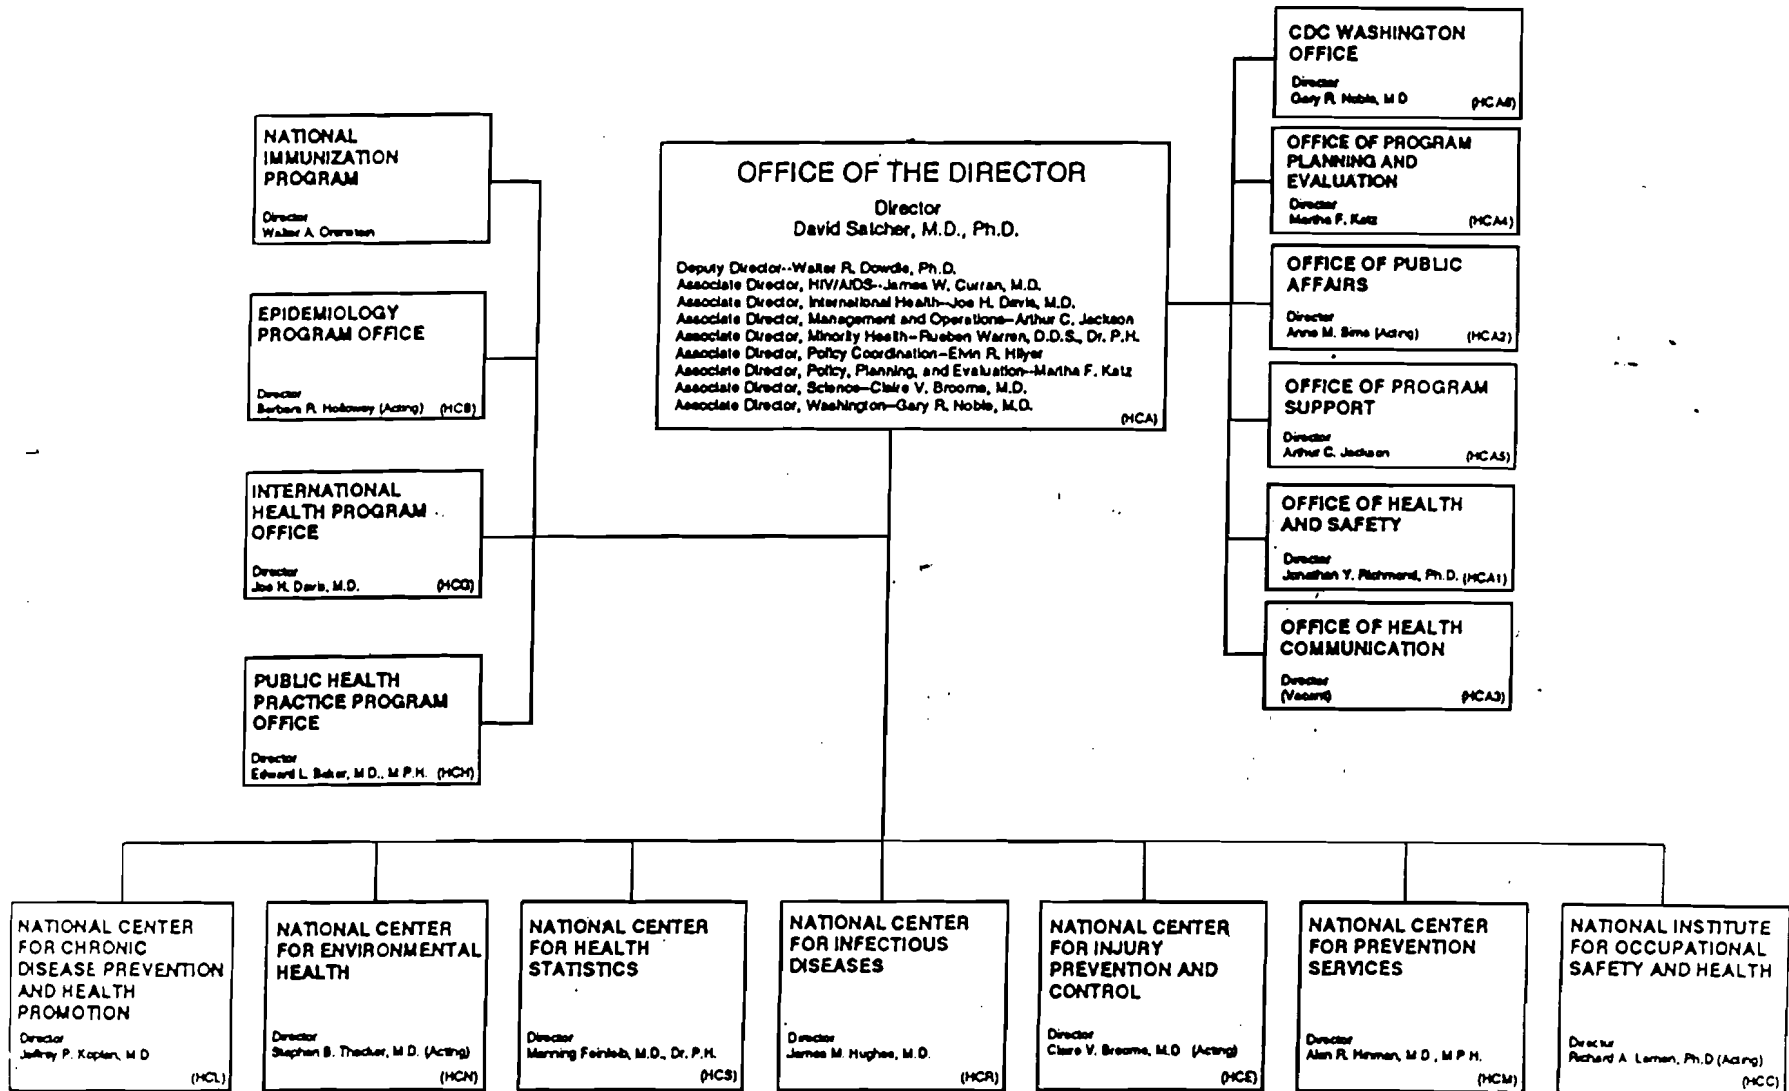 CDC WASHINGTON
OFFICE
Director
Gary R. Noble, M.D
NATIONAL
IMMUNIZATION
PROGRAM
Director
Walter A. Orenstein
EPIDEMIOLOGY
PROGRAM OFFICE
Director
Barbara R. Holloway (Acting) (HCB)
INTERNATIONAL
HEALTH PROGRAM
OFFICE
Director
Joe H. Davis, M.D. (HCG)
PUBLIC HEALTH
PRACTICE PROGRAM
OFFICE
Director
Edward L. Baker, M.D., M.P.H. (HCH)
OFFICE OF THE DIRECTOR
Director
David Satcher, M.D., Ph.D.
Deputy Director--Walter R. Dowdle, Ph.D.
Associate Director, HIV/AIDS--James W. Curran, M.D.
Associate Director, International Health--Joe H. Davis, M.D.
Associate Director, Management and Operations--Arthur C. Jackson
Associate Director, Minority Health--Rueben Warren, D.D.S., Dr. P.H.
Associate Director, Policy Coordination--Elvin R. Hilyer
Associate Director, Policy, Planning, and Evaluation--Martha F. Katz
Associate Director, Science--Claire V. Broome, M.D.
Associate Director, Washington--Gary R. Noble, M.D.
(HCA)
OFFICE OF PROGRAM
PLANNING AND
EVALUATION
Director
Martha F. Katz (HCA4)
OFFICE OF PUBLIC
AFFAIRS
Director
Anne M. Sims (Acting) (HCA2)
OFFICE OF PROGRAM
SUPPORT
Director
Arthur C. Jackson (HCA5)
OFFICE OF HEALTH
AND SAFETY
Director
Jonathan Y. Richmond, Ph.D. (HCA1)
OFFICE OF HEALTH
COMMUNICATION
Director
(Vacant) (HCA3)
NATIONAL CENTER
FOR CHRONIC
DISEASE PREVENTION
AND HEALTH
PROMOTION
Director
Jeffrey P. Koplan, M.D
(HCL)
NATIONAL CENTER
FOR ENVIRONMENTAL
HEALTH
Director
Stephen B. Thacker, M.D. (Acting)
(HCN)
NATIONAL CENTER
FOR HEALTH
STATISTICS
Director
Manning Feinleib, M.D., Dr. P.H.
(HCS)
NATIONAL CENTER
FOR INFECTIOUS
DISEASES
Director
James M. Hughes, M.D.
(HCR)
NATIONAL CENTER
FOR INJURY
PREVENTION AND
CONTROL
Director
Claire V. Broome, M.D (Acting)
(HCE)
NATIONAL CENTER
FOR PREVENTION
SERVICES
Director
Alan R. Hinman, M.D., M.P.H.
(HCM)
NATIONAL INSTITUTE
FOR OCCUPATIONAL
SAFETY AND HEALTH
Director
Richard A. Lemen, Ph.D (Acting)
(HCC)